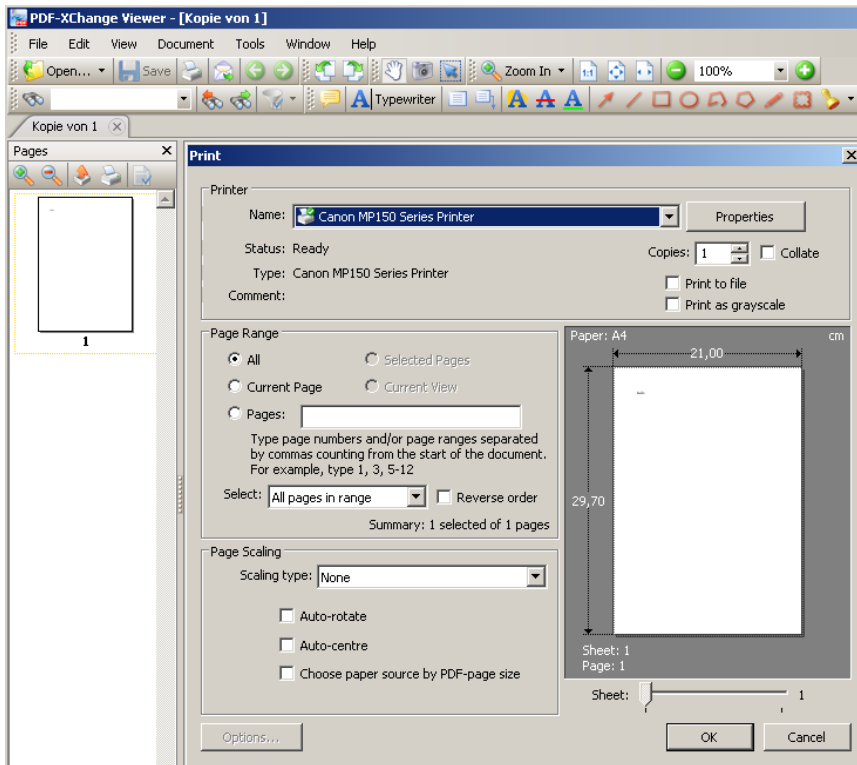 PDF-XChange Viewer - [Kopie von 1]
File Edit View Document Tools Window Help
Open... Save Zoom In 1:1 100%
Typewriter
Kopie von 1
Pages
Print
Printer
Name: Canon MP150 Series Printer Properties
Status: Ready Copies: 1 Collate
Type: Canon MP150 Series Printer Print to file
Comment: Print as grayscale
1
Page Range Paper: A4 cm
All Selected Pages 21,00
Current Page Current View
Pages:
Type page numbers and/or page ranges separated
by commas counting from the start of the document.
For example, type 1, 3, 5-12
Select: All pages in range Reverse order 29,70
Summary: 1 selected of 1 pages
Page Scaling
Scaling type: None
Auto-rotate
Auto-centre Sheet: 1
Choose paper source by PDF-page size Page: 1
Sheet: 1
Options... OK Cancel